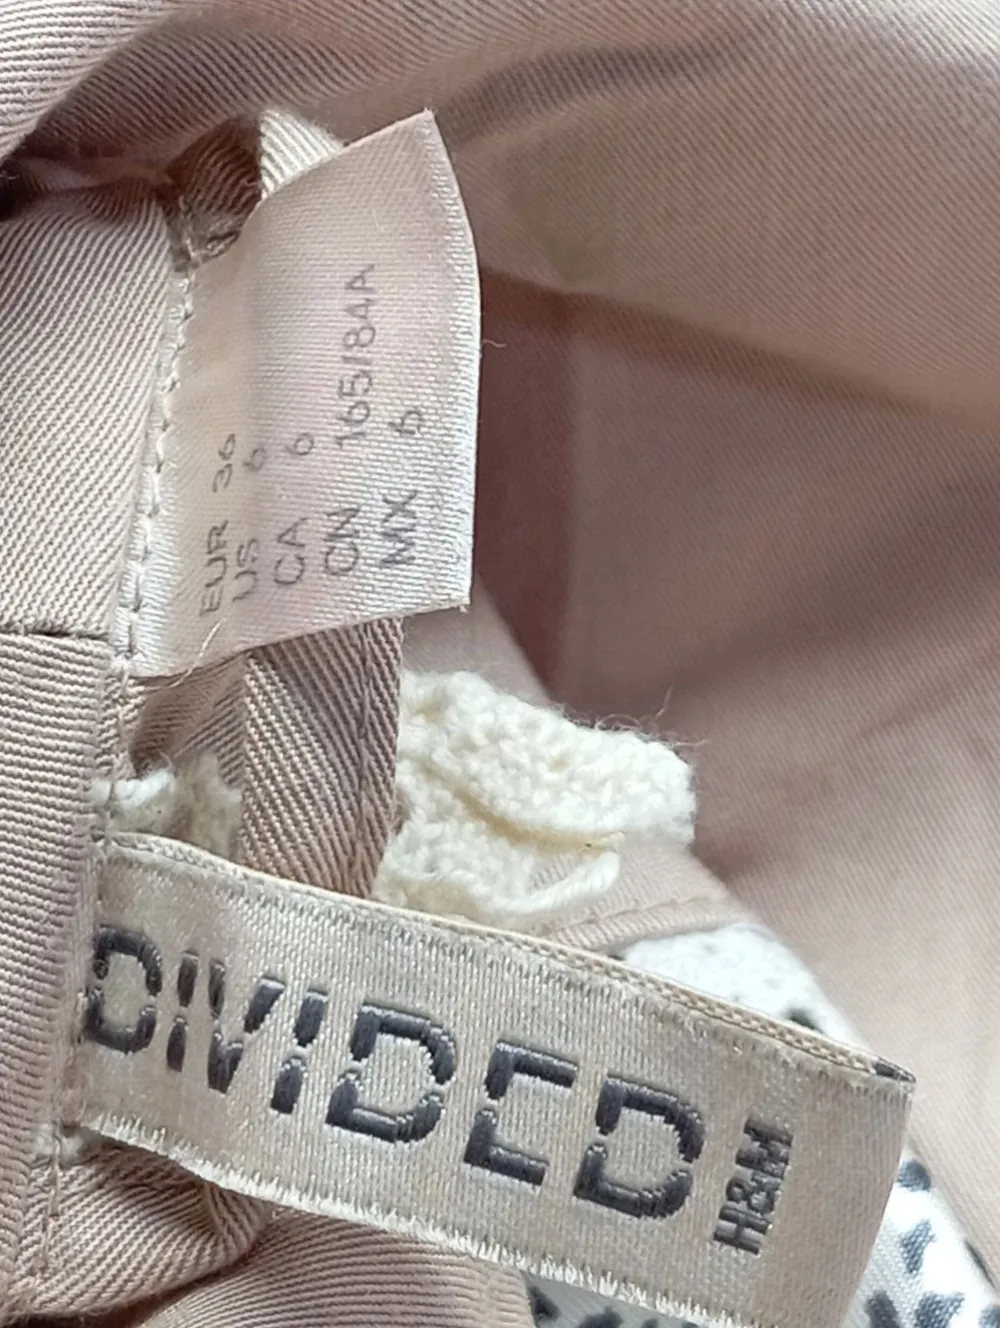 EUR 36
US 6
CA 6
CN 165/84A
MX 6
DIVIDED
H&M